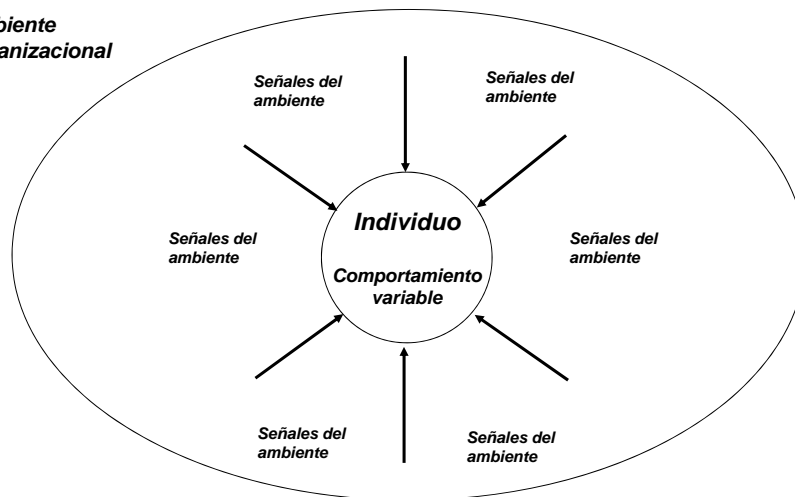 biente
anizacional
Señales del
ambiente
Señales del
ambiente
Individuo
Señales del
ambiente
Señales del
ambiente
Comportamiento
variable
Señales del
ambiente
Señales del
ambiente